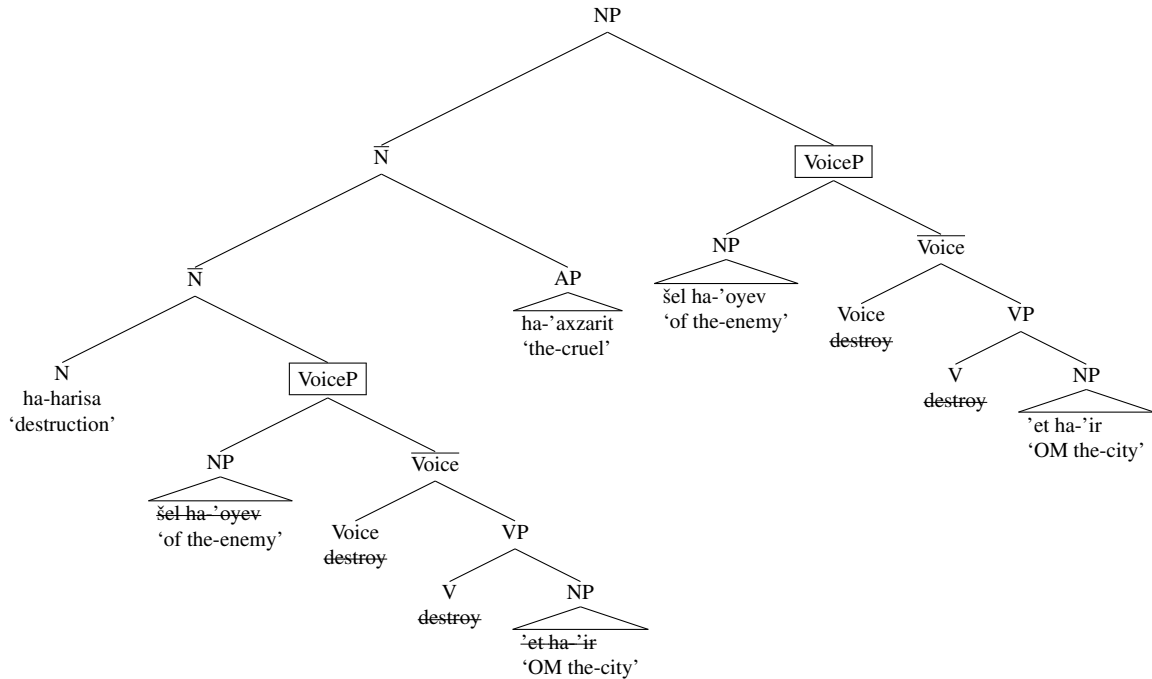 NP
N̅
VoiceP
N̅
AP
ha-’axzarit
‘the-cruel’
NP
šel ha-’oyev
‘of the-enemy’
V̅o̅i̅c̅e̅
Voice
destroy
VP
V
destroy
NP
’et ha-’ir
‘OM the-city’
N
ha-harisa
‘destruction’
VoiceP
NP
šel ha-’oyev
‘of the-enemy’
V̅o̅i̅c̅e̅
Voice
destroy
VP
V
destroy
NP
’et ha-’ir
‘OM the-city’